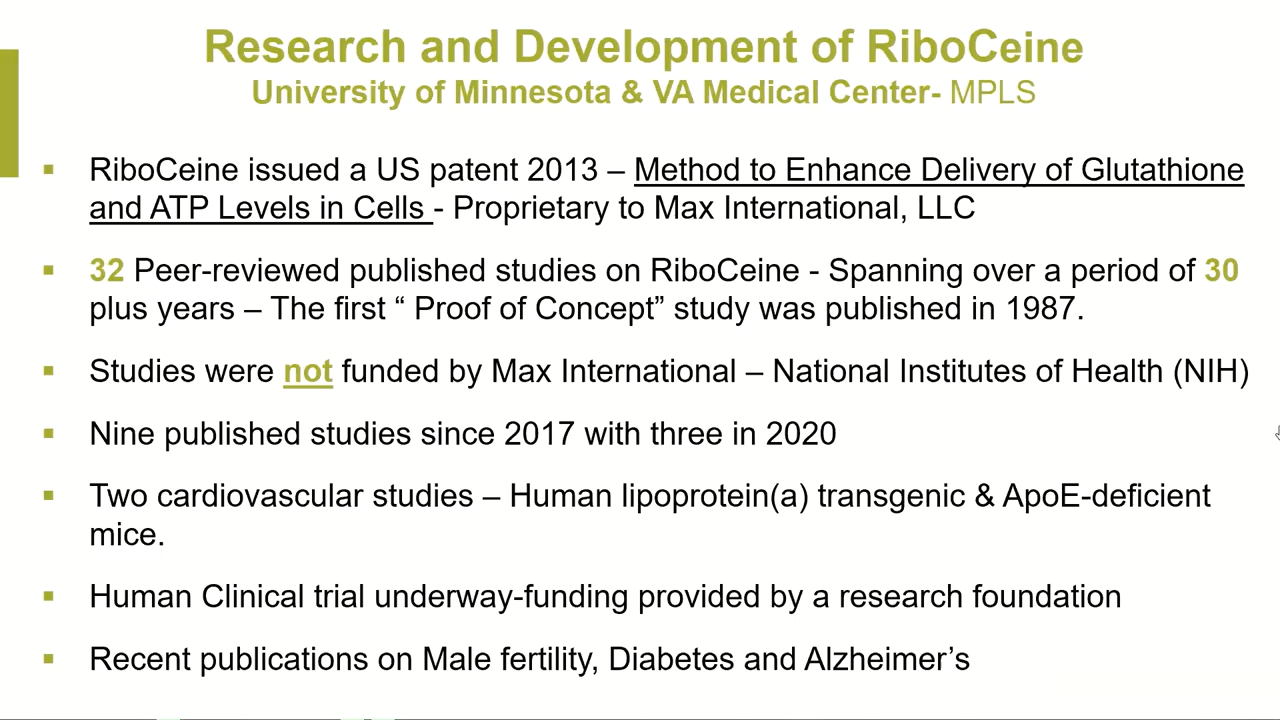 Research and Development of RiboCeine
University of Minnesota & VA Medical Center- MPLS
▪ RiboCeine issued a US patent 2013 – Method to Enhance Delivery of Glutathione
and ATP Levels in Cells - Proprietary to Max International, LLC
▪ 32 Peer-reviewed published studies on RiboCeine - Spanning over a period of 30
plus years – The first “ Proof of Concept” study was published in 1987.
▪ Studies were not funded by Max International – National Institutes of Health (NIH)
▪ Nine published studies since 2017 with three in 2020
▪ Two cardiovascular studies – Human lipoprotein(a) transgenic & ApoE-deficient
mice.
▪ Human Clinical trial underway-funding provided by a research foundation
▪ Recent publications on Male fertility, Diabetes and Alzheimer’s